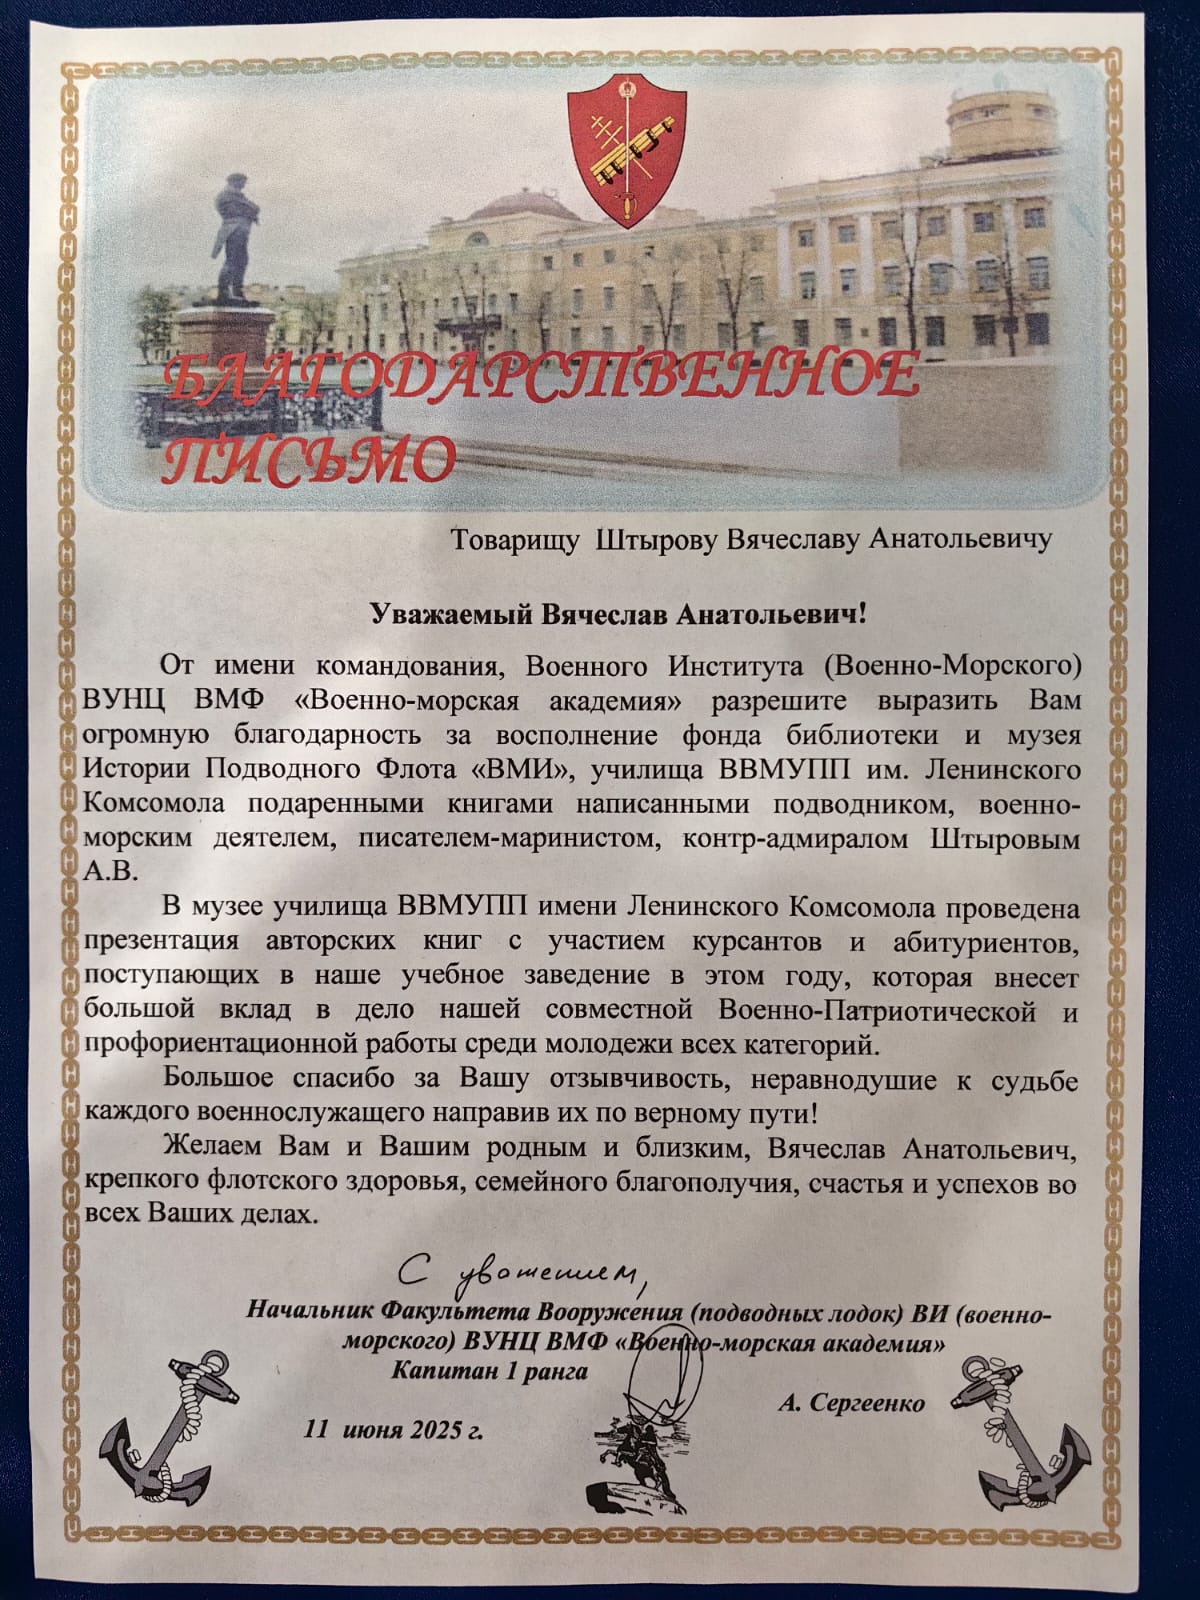 БЛАГОДАРСТВЕННОЕ
ПИСЬМО
Товарищу Штырову Вячеславу Анатольевичу
Уважаемый Вячеслав Анатольевич!
От имени командования, Военного Института (Военно-Морского)
ВУНЦ ВМФ «Военно-морская академия» разрешите выразить Вам
огромную благодарность за восполнение фонда библиотеки и музея
Истории Подводного Флота «ВМИ», училища ВВМУПП им. Ленинского
Комсомола подаренными книгами написанными подводником, военно-
морским деятелем, писателем-маринистом, контр-адмиралом Штыровым
А.В.
В музее училища ВВМУПП имени Ленинского Комсомола проведена
презентация авторских книг с участием курсантов и абитуриентов,
поступающих в наше учебное заведение в этом году, которая внесет
большой вклад в дело нашей совместной Военно-Патриотической и
профориентационной работы среди молодежи всех категорий.
Большое спасибо за Вашу отзывчивость, неравнодушие к судьбе
каждого военнослужащего направив их по верному пути!
Желаем Вам и Вашим родным и близким, Вячеслав Анатольевич,
крепкого флотского здоровья, семейного благополучия, счастья и успехов во
всех Ваших делах.
С уважением,
Начальник Факультета Вооружения (подводных лодок) ВИ (военно-
морского) ВУНЦ ВМФ «Военно-морская академия»
Капитан 1 ранга
А. Сергеенко
11 июня 2025 г.